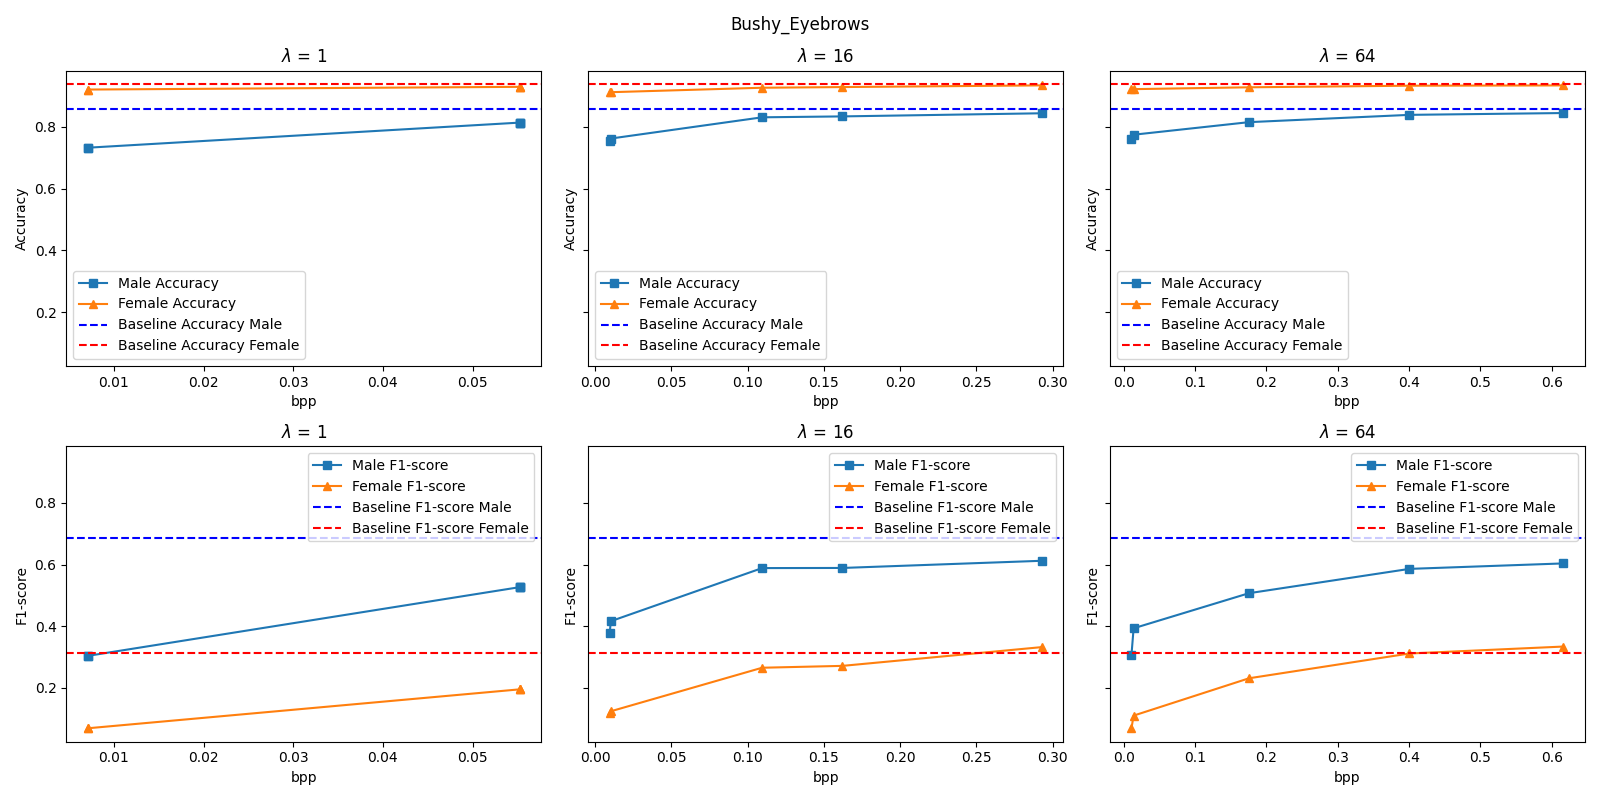 Bushy_Eyebrows
λ = 1
λ = 16
λ = 64
Accuracy
0.8
0.6
0.4
0.2
Male Accuracy
Female Accuracy
Baseline Accuracy Male
Baseline Accuracy Female
0.01 0.02 0.03 0.04 0.05
bpp
Accuracy
Male Accuracy
Female Accuracy
Baseline Accuracy Male
Baseline Accuracy Female
0.00 0.05 0.10 0.15 0.20 0.25 0.30
bpp
Accuracy
Male Accuracy
Female Accuracy
Baseline Accuracy Male
Baseline Accuracy Female
0.0 0.1 0.2 0.3 0.4 0.5 0.6
bpp
λ = 1
λ = 16
λ = 64
F1-score
0.8
0.6
0.4
0.2
Male F1-score
Female F1-score
Baseline F1-score Male
Baseline F1-score Female
0.01 0.02 0.03 0.04 0.05
bpp
F1-score
Male F1-score
Female F1-score
Baseline F1-score Male
Baseline F1-score Female
0.00 0.05 0.10 0.15 0.20 0.25 0.30
bpp
F1-score
Male F1-score
Female F1-score
Baseline F1-score Male
Baseline F1-score Female
0.0 0.1 0.2 0.3 0.4 0.5 0.6
bpp